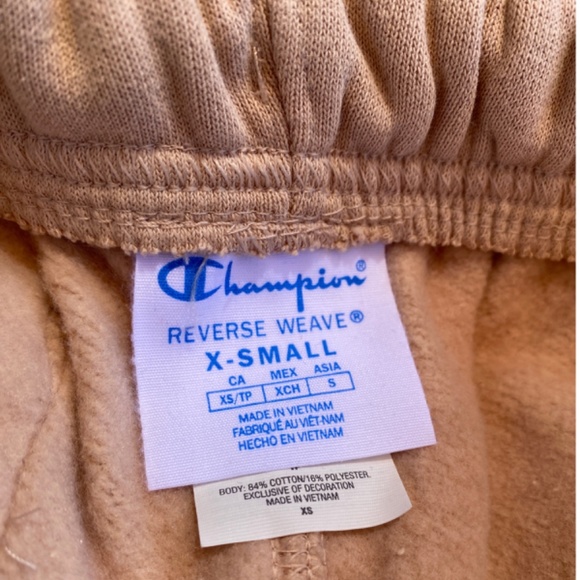 Champion®
REVERSE WEAVE®
X-SMALL
CA MEX ASIA
XS/TP XCH S
MADE IN VIETNAM
FABRIQUÉ AU VIÊT-NAM
HECHO EN VIETNAM
BODY: 84% COTTON/16% POLYESTER.
EXCLUSIVE OF DECORATION
MADE IN VIETNAM
XS